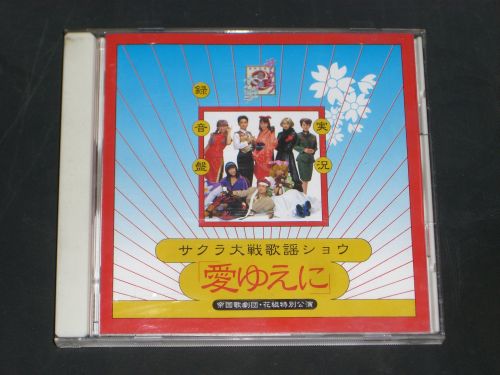 実況
録音盤
サクラ大戦歌謡ショウ
「愛ゆえに」
帝国歌劇団・花組特別公演